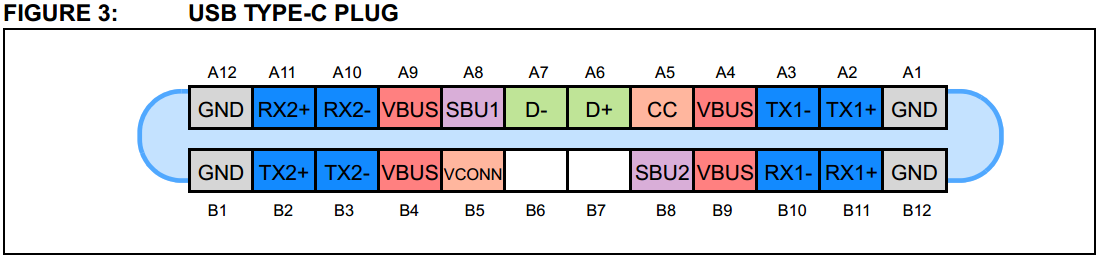 FIGURE 3: USB TYPE-C PLUG
A12 A11 A10 A9 A8 A7 A6 A5 A4 A3 A2 A1
GND RX2+ RX2- VBUS SBU1 D- D+ CC VBUS TX1- TX1+ GND
GND TX2+ TX2- VBUS VCONN SBU2 VBUS RX1- RX1+ GND
B1 B2 B3 B4 B5 B6 B7 B8 B9 B10 B11 B12